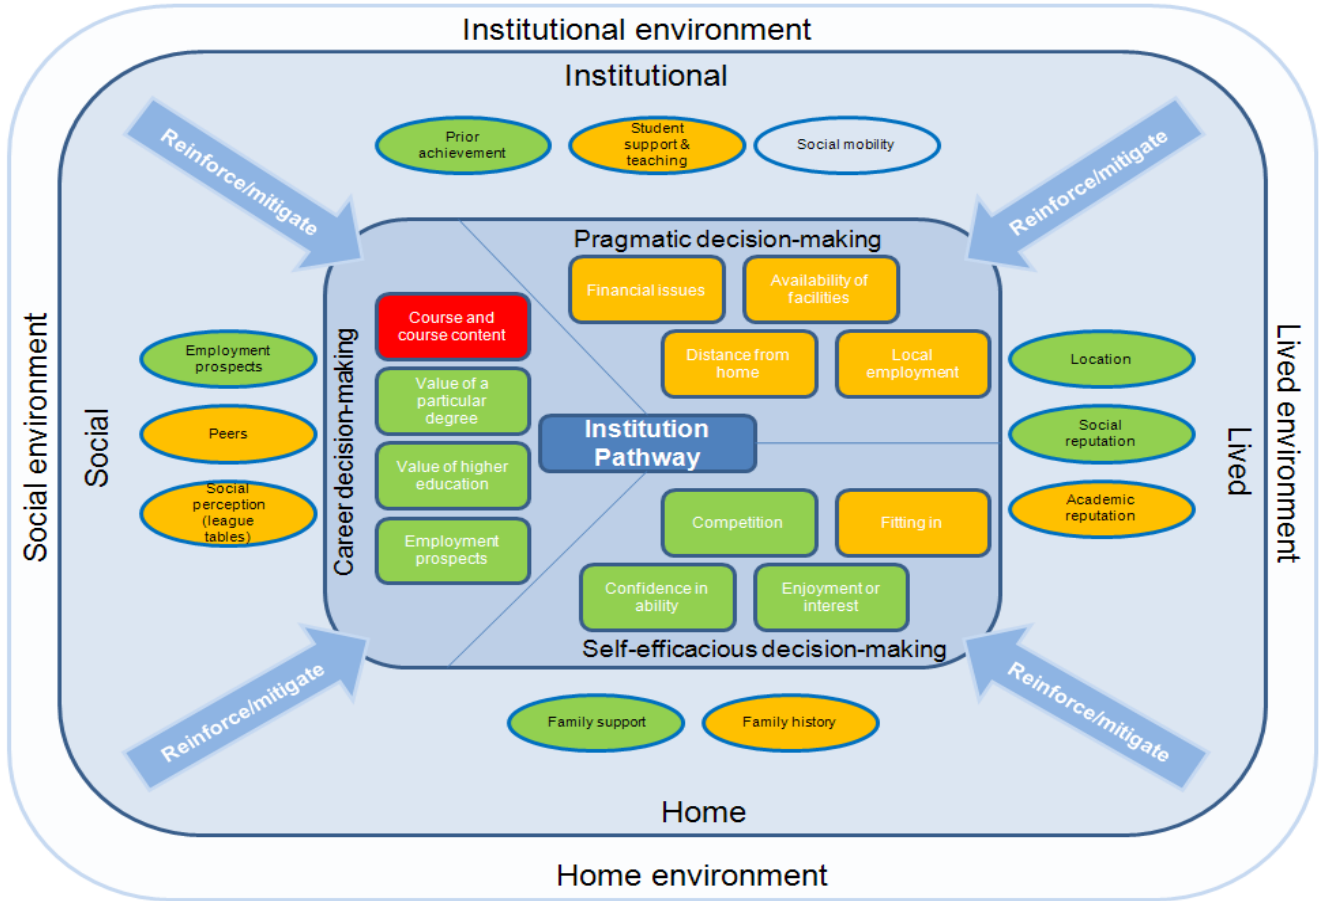 Institutional environment
Institutional
Reinforce/mitigate
Prior
achievement
Student
support &
teaching
Social mobility
Reinforce/mitigate
Pragmatic decision-making
Financial issues
Availability of
facilities
Distance from
home
Local
employment
Social environment
Social
Employment
prospects
Peers
Social
perception
(league
tables)
Career decision-making
Course and
course content
Value of a
particular
degree
Value of higher
education
Employment
prospects
Institution
Pathway
Location
Social
reputation
Academic
reputation
Lived
Lived environment
Competition
Fitting in
Confidence in
ability
Enjoyment or
interest
Self-efficacious decision-making
Reinforce/mitigate
Family support
Family history
Reinforce/mitigate
Home
Home environment